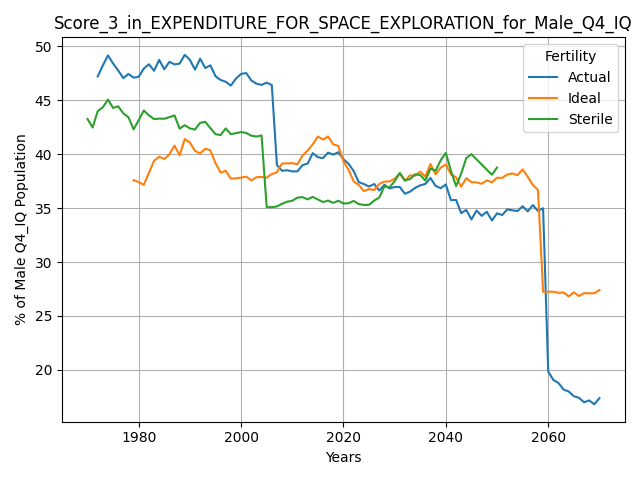 Score_3_in_EXPENDITURE_FOR_SPACE_EXPLORATION_for_Male_Q4_IQ
Fertility
Actual
Ideal
Sterile
% of Male Q4_IQ Population
50
45
40
35
30
25
20
1980
2000
2020
2040
2060
Years